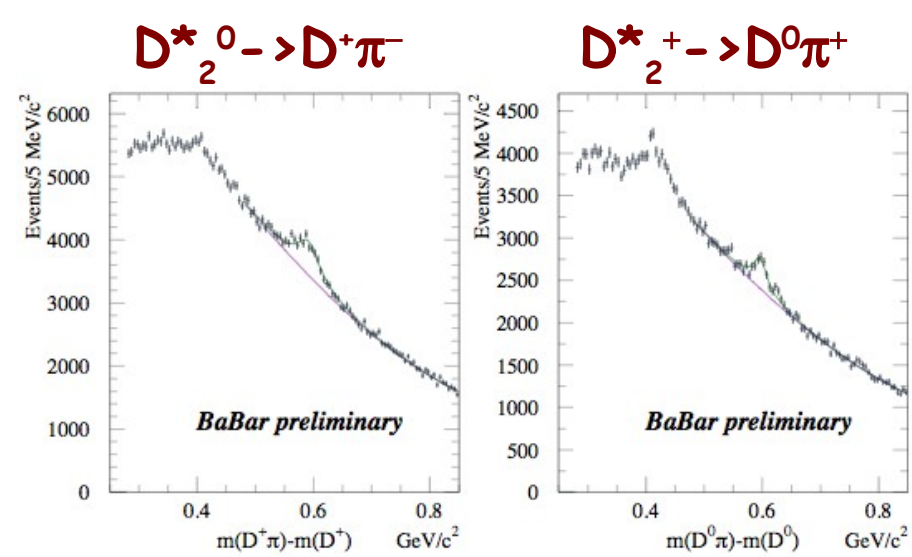 D*₂⁰->D⁺π⁻
Events/5 MeV/c²
6000
5000
4000
3000
2000
1000
0
BaBar preliminary
0.4 0.6 0.8
m(D⁺π)-m(D⁺) GeV/c²
D*₂⁺->D⁰π⁺
Events/5 MeV/c²
4500
4000
3500
3000
2500
2000
1500
1000
500
0
BaBar preliminary
0.4 0.6 0.8
m(D⁰π)-m(D⁰) GeV/c²